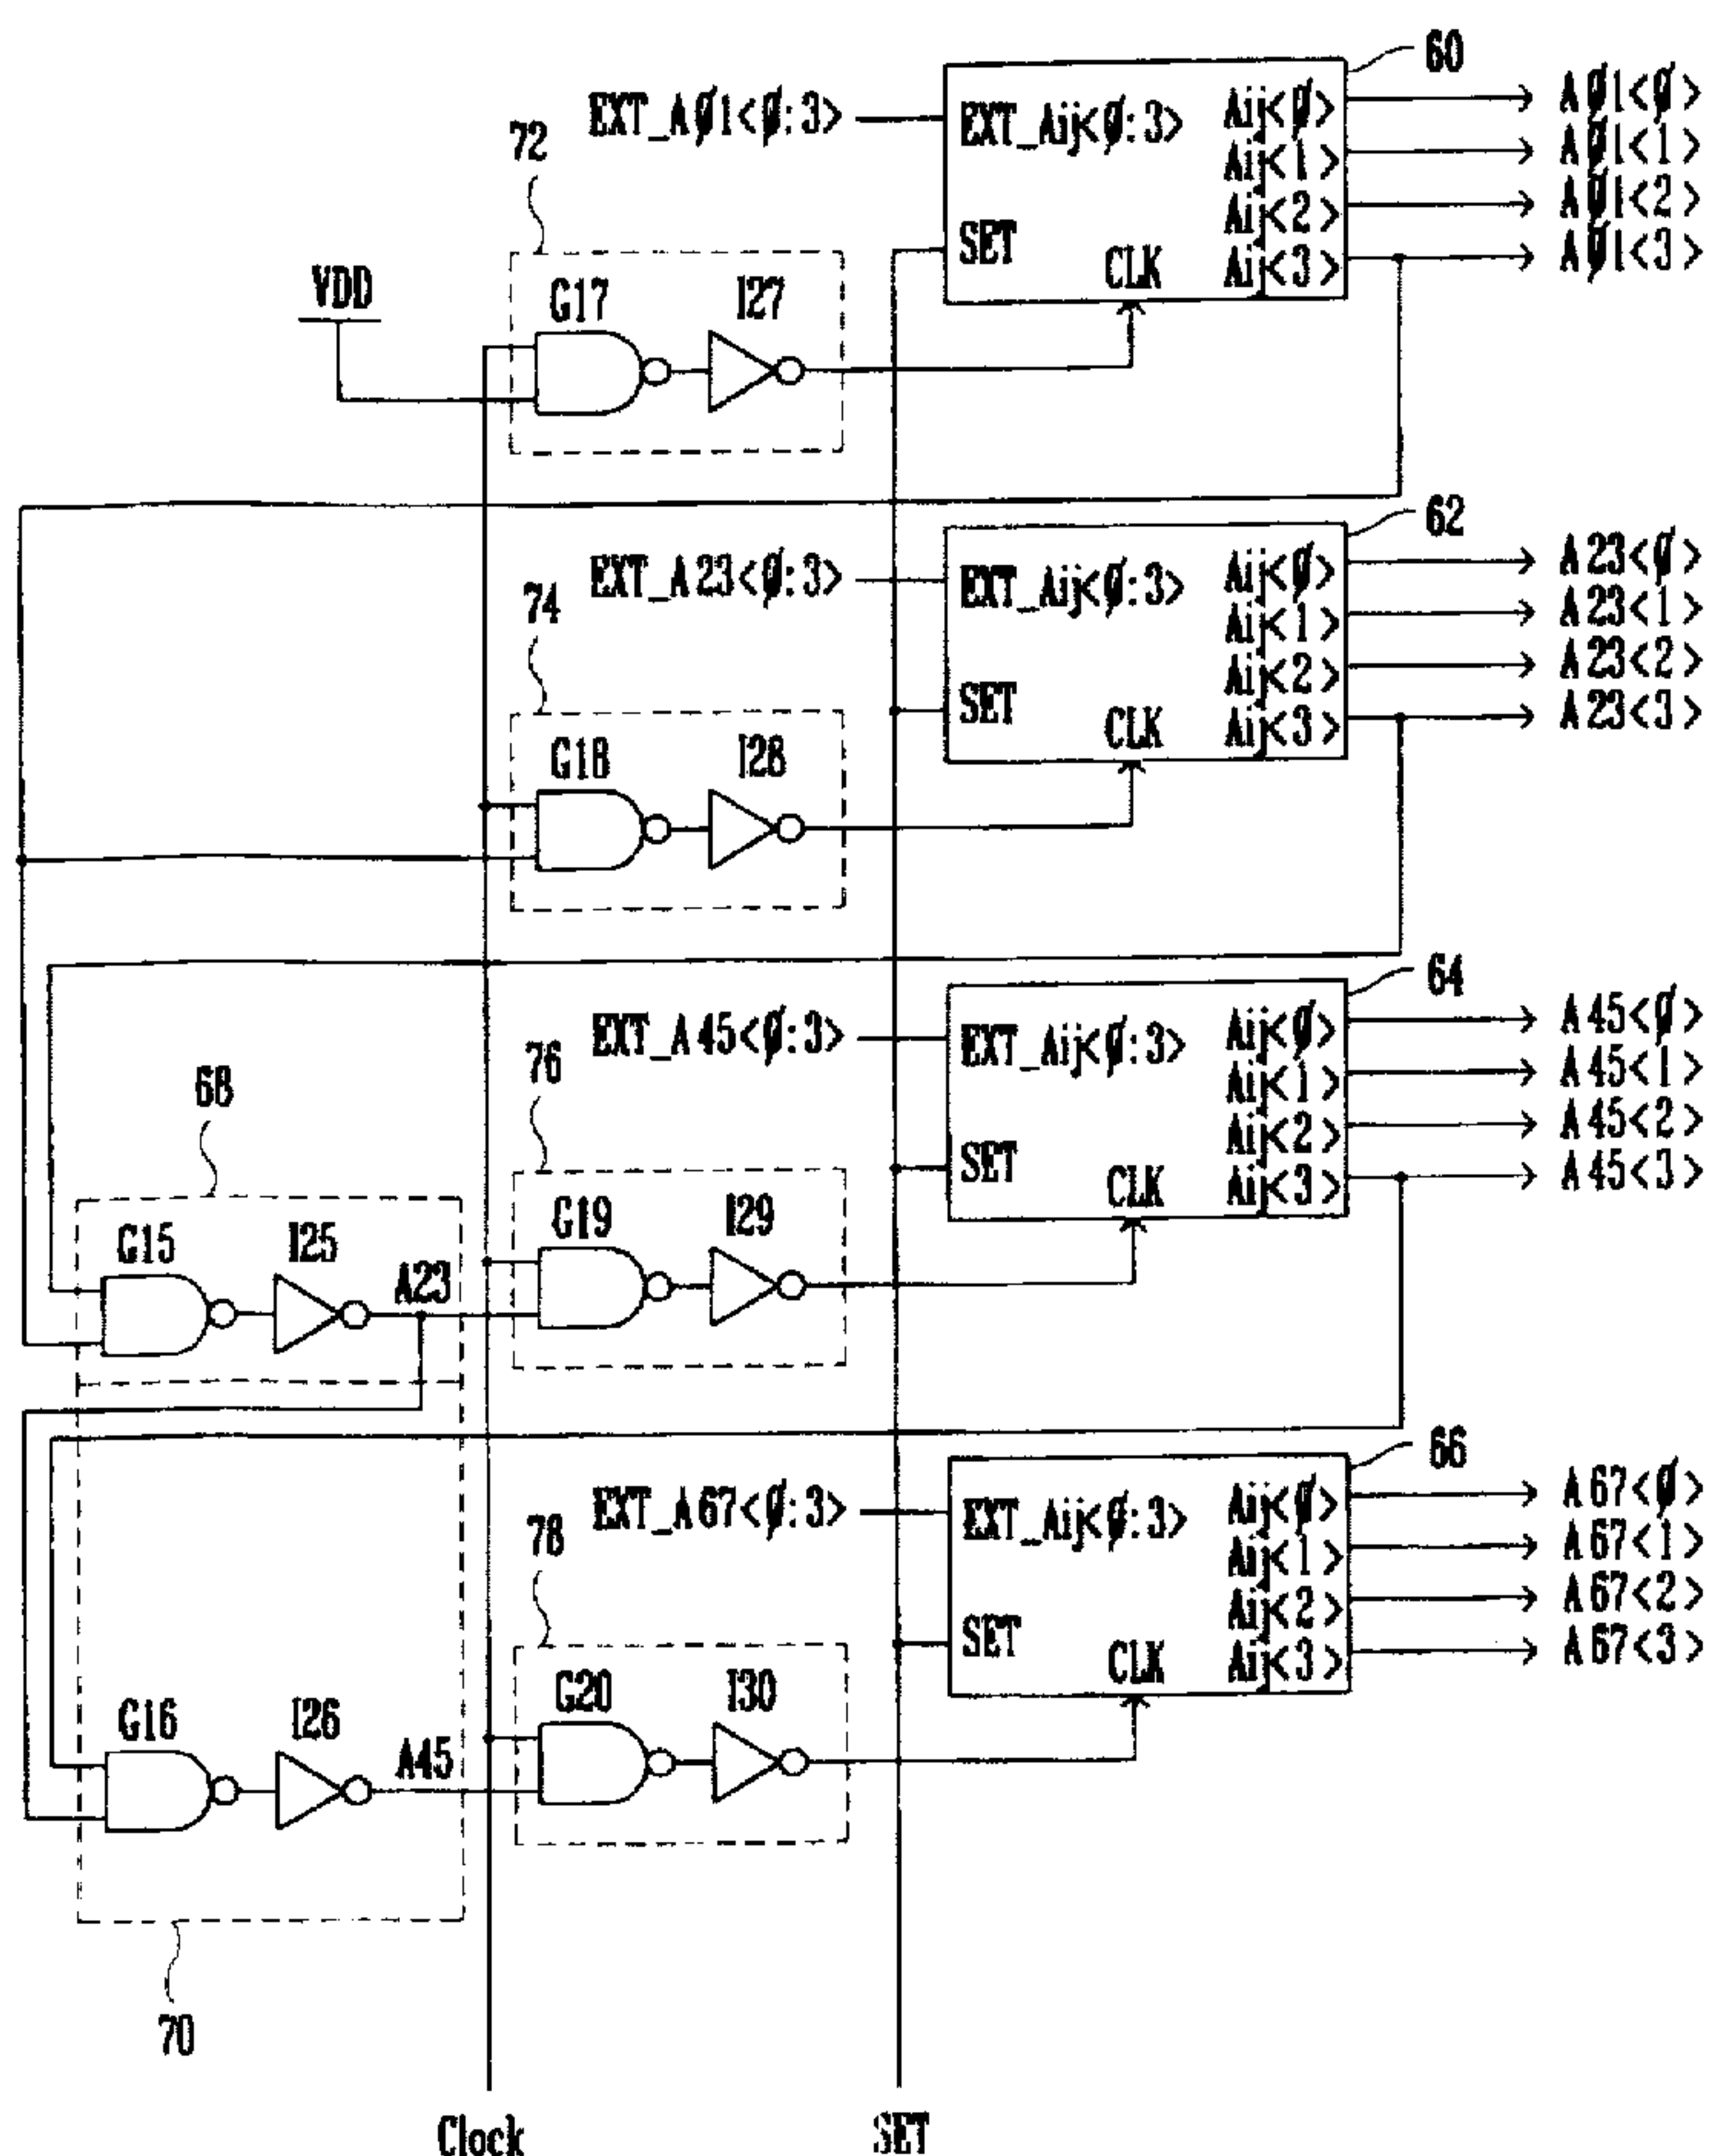 60
EXT_AØ1<Ø:3>
EXT_Aij<Ø:3>
Aij<Ø>
Aij<1>
Aij<2>
Aij<3>
SET
CLK
AØ1<Ø>
AØ1<1>
AØ1<2>
AØ1<3>
72
VDD
G17
I27
62
EXT_A23<Ø:3>
EXT_Aij<Ø:3>
Aij<Ø>
Aij<1>
Aij<2>
Aij<3>
SET
CLK
A23<Ø>
A23<1>
A23<2>
A23<3>
74
G18
I28
64
EXT_A45<Ø:3>
EXT_Aij<Ø:3>
Aij<Ø>
Aij<1>
Aij<2>
Aij<3>
SET
CLK
A45<Ø>
A45<1>
A45<2>
A45<3>
76
68
G15
I25
A23
G19
I29
66
EXT_A67<Ø:3>
EXT_Aij<Ø:3>
Aij<Ø>
Aij<1>
Aij<2>
Aij<3>
SET
CLK
A67<Ø>
A67<1>
A67<2>
A67<3>
78
G16
I26
A45
G20
I30
70
Clock
SET